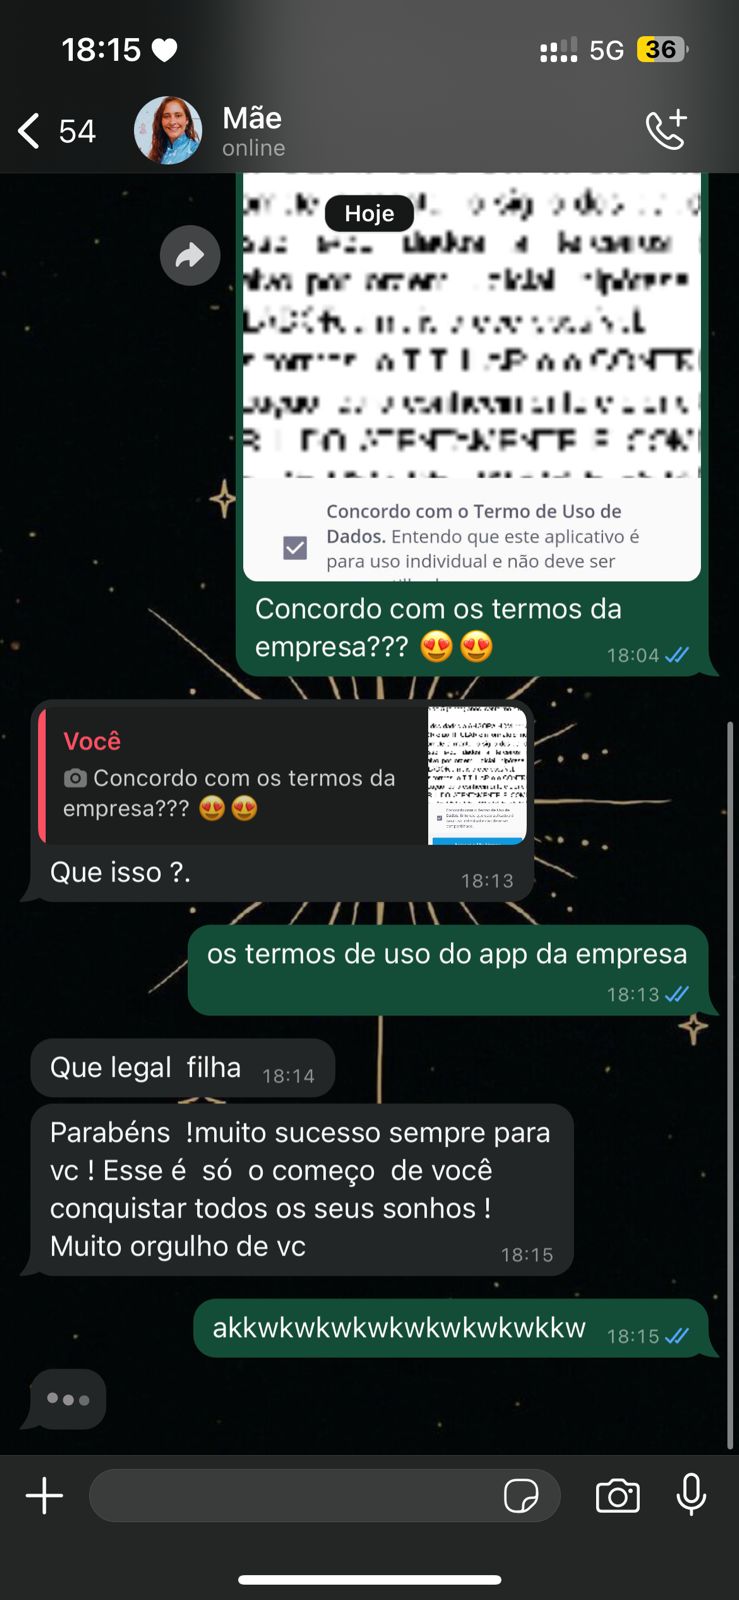 18:15
5G 36
54
Mãe
online
Hoje
Concordo com o Termo de Uso de
Dados. Entendo que este aplicativo é
para uso individual e não deve ser
Concordo com os termos da
empresa??? 😍😍
18:04
Você
Concordo com os termos da
empresa??? 😍😍
Que isso ?.
18:13
os termos de uso do app da empresa
18:13
Que legal filha
18:14
Parabéns !muito sucesso sempre para
vc ! Esse é só o começo de você
conquistar todos os seus sonhos !
Muito orgulho de vc
18:15
akkwkwkwkwkwkwkwkwkkw
18:15